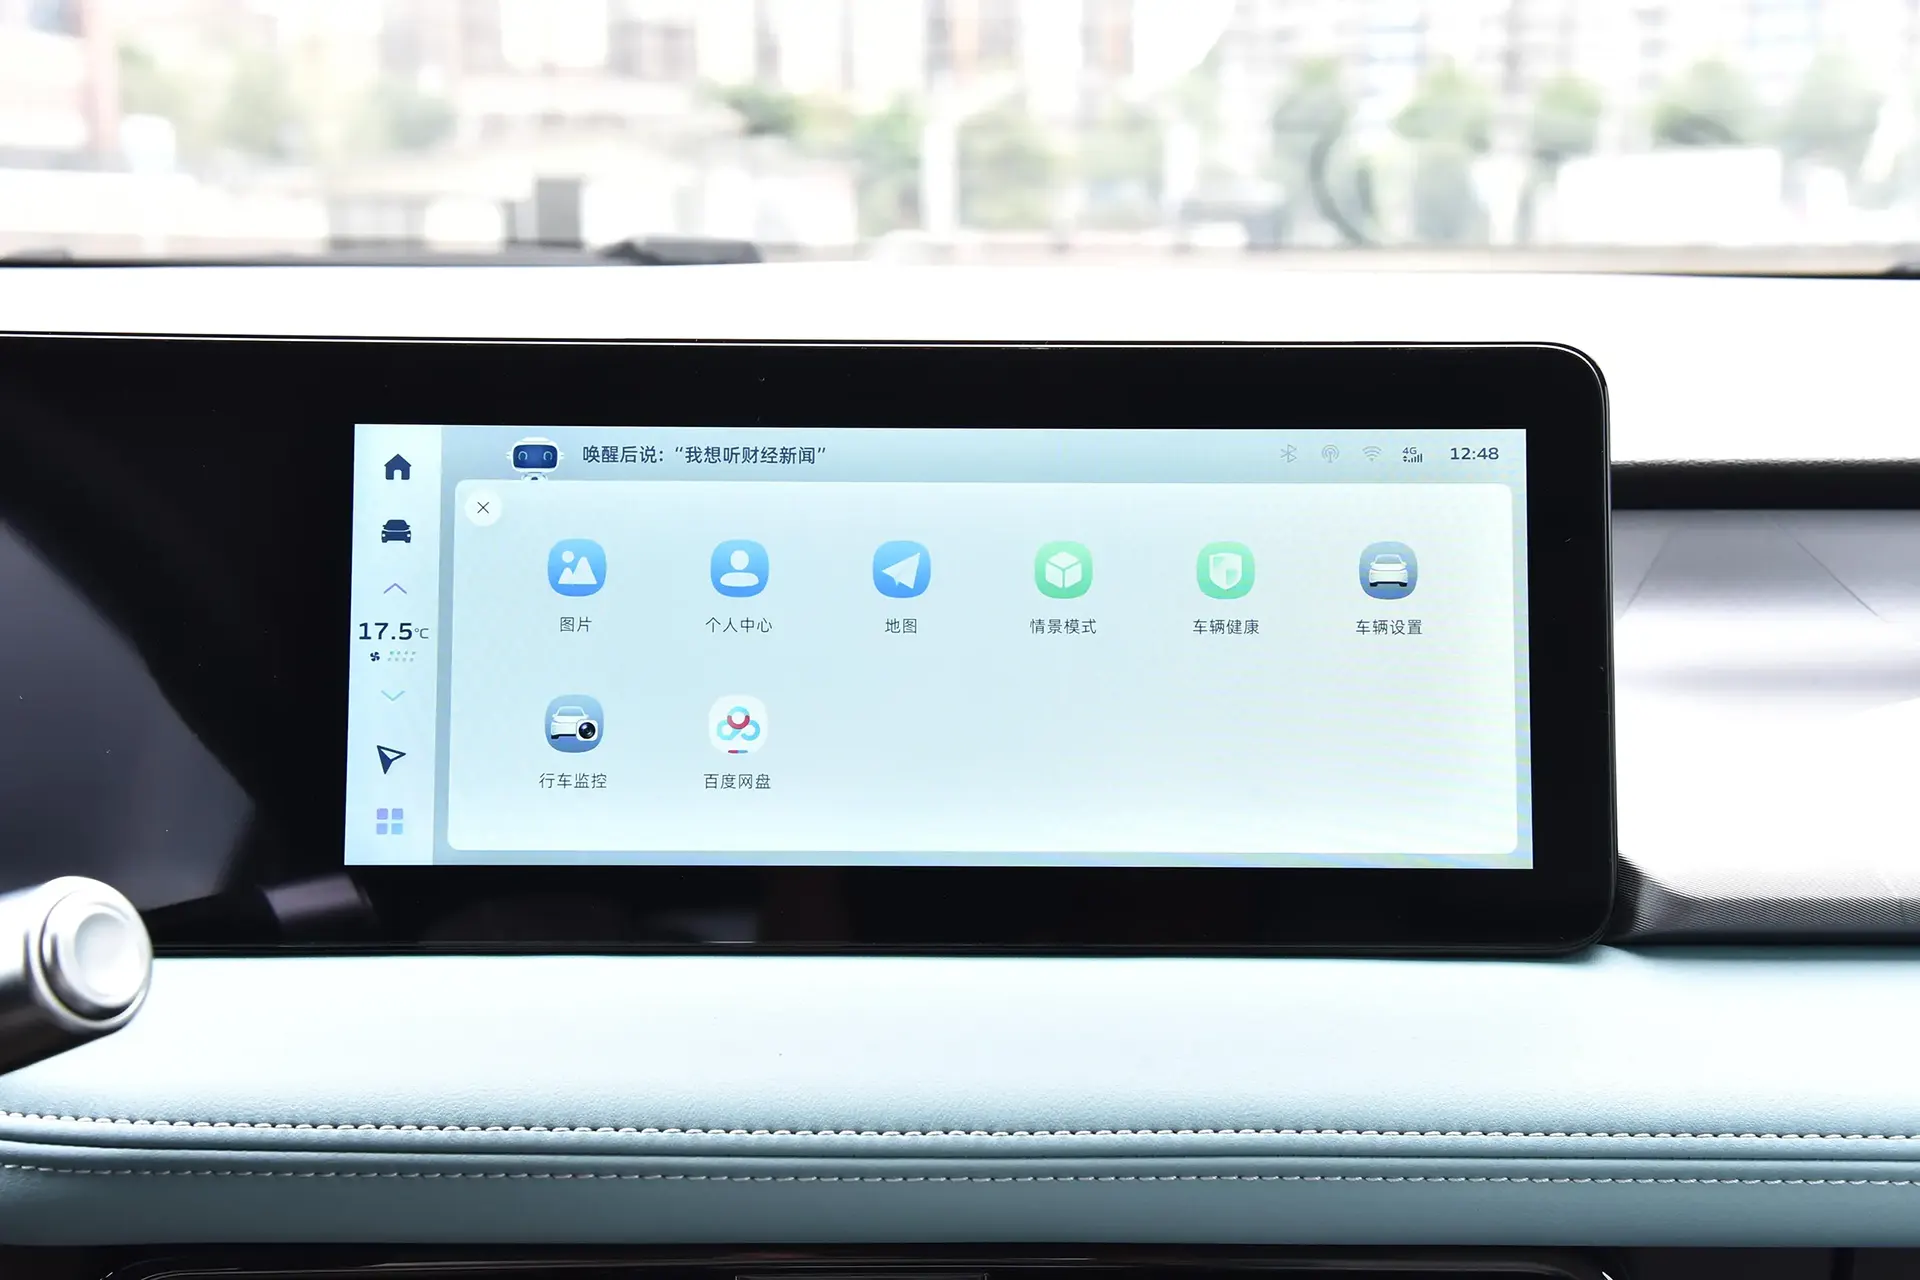 唤醒后说：“我想听财经新闻”
4G
12:48
17.5℃
图片
个人中心
地图
情景模式
车辆健康
车辆设置
行车监控
百度网盘